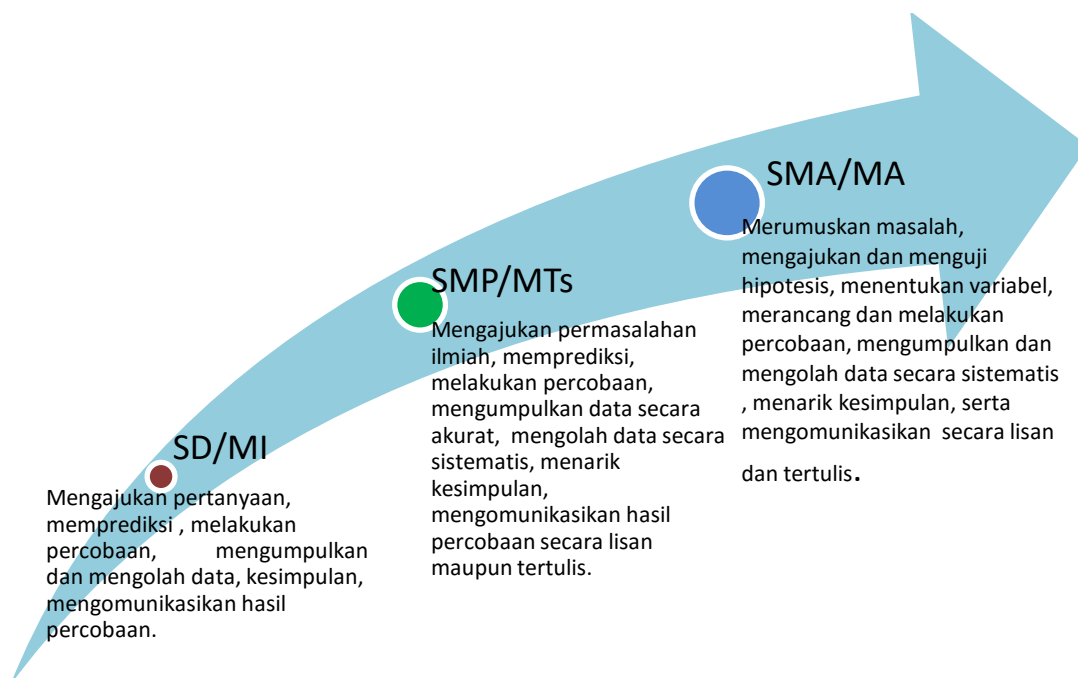 SD/MI
Mengajukan pertanyaan,
memprediksi , melakukan
percobaan, mengumpulkan
dan mengolah data, kesimpulan,
mengomunikasikan hasil
percobaan.
SMP/MTs
Mengajukan permasalahan
ilmiah, memprediksi,
melakukan percobaan,
mengumpulkan data secara
akurat, mengolah data secara
sistematis, menarik
kesimpulan,
mengomunikasikan hasil
percobaan secara lisan
maupun tertulis.
SMA/MA
Merumuskan masalah,
mengajukan dan menguji
hipotesis, menentukan variabel,
merancang dan melakukan
percobaan, mengumpulkan dan
mengolah data secara sistematis
, menarik kesimpulan, serta
mengomunikasikan secara lisan
dan tertulis.